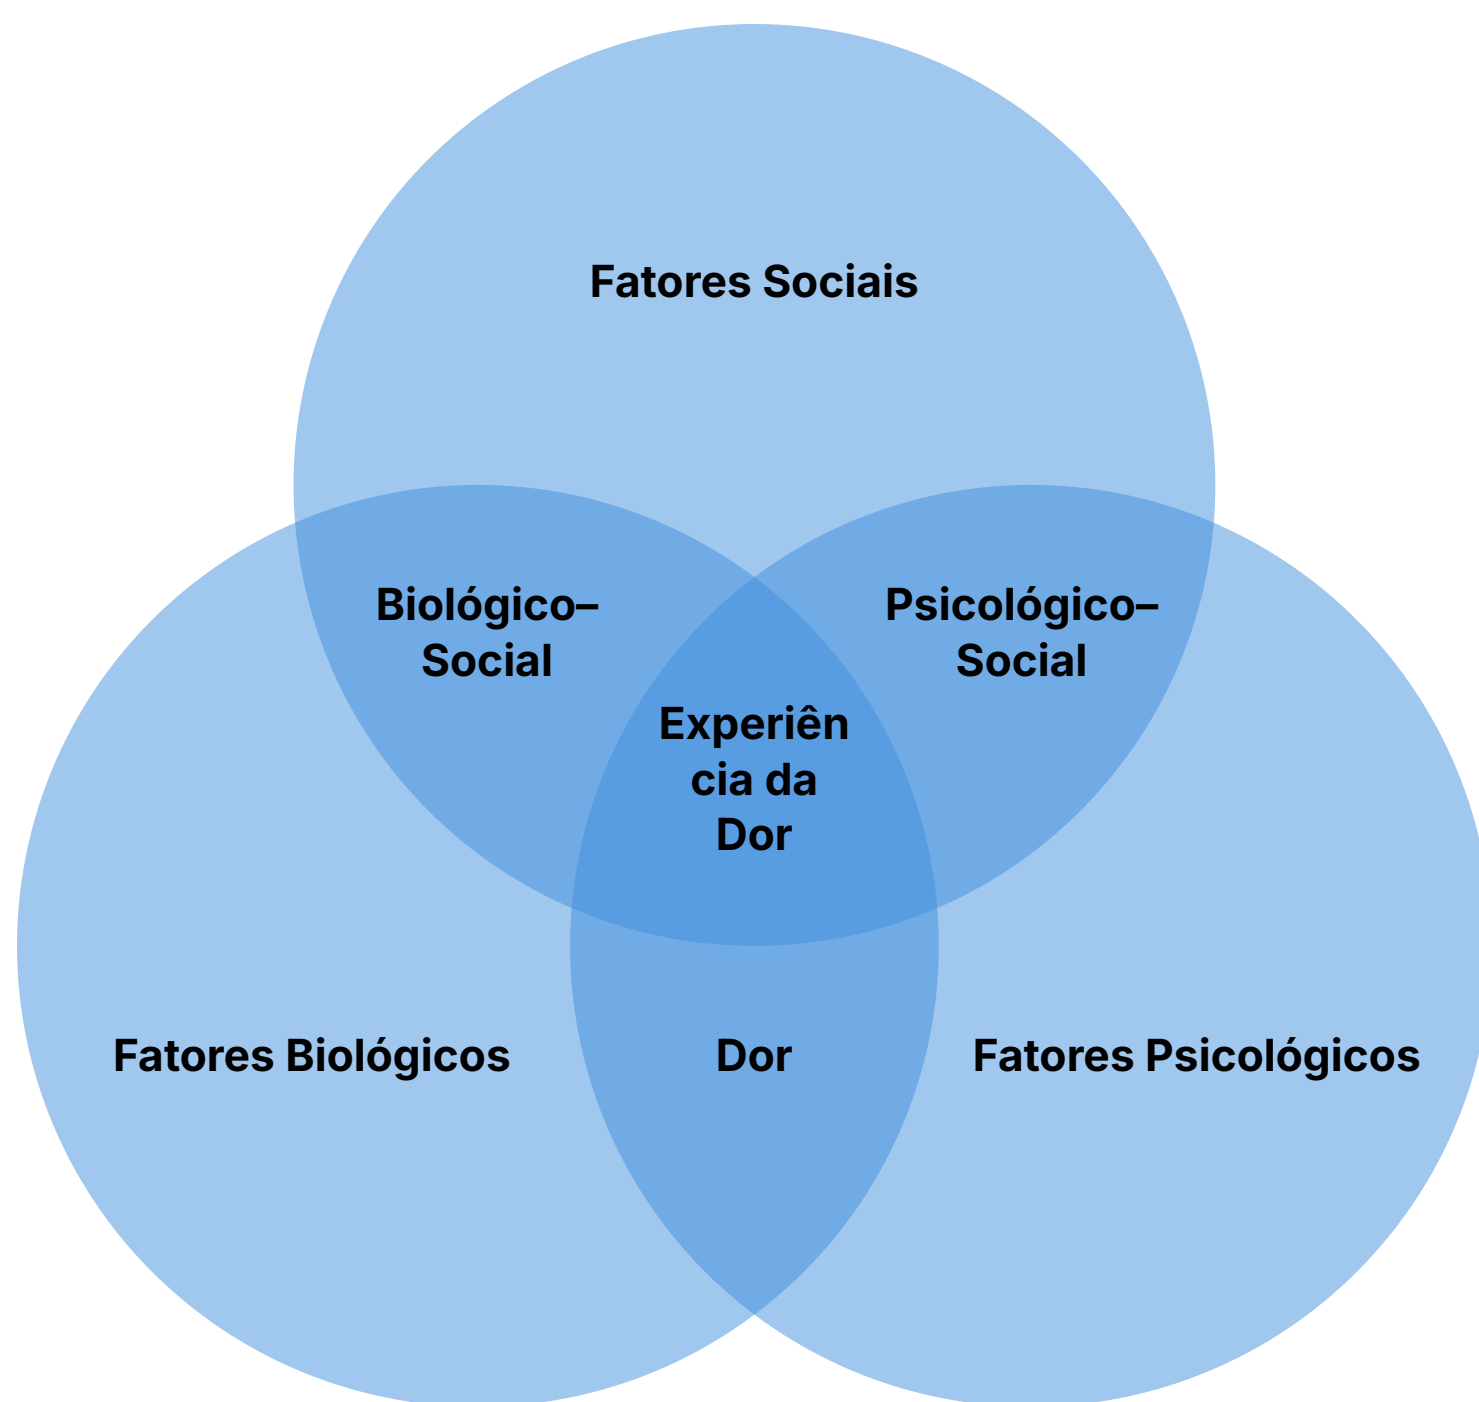 Fatores Sociais
Biológico–
Social
Psicológico–
Social
Experiên
cia da
Dor
Fatores Biológicos
Dor
Fatores Psicológicos